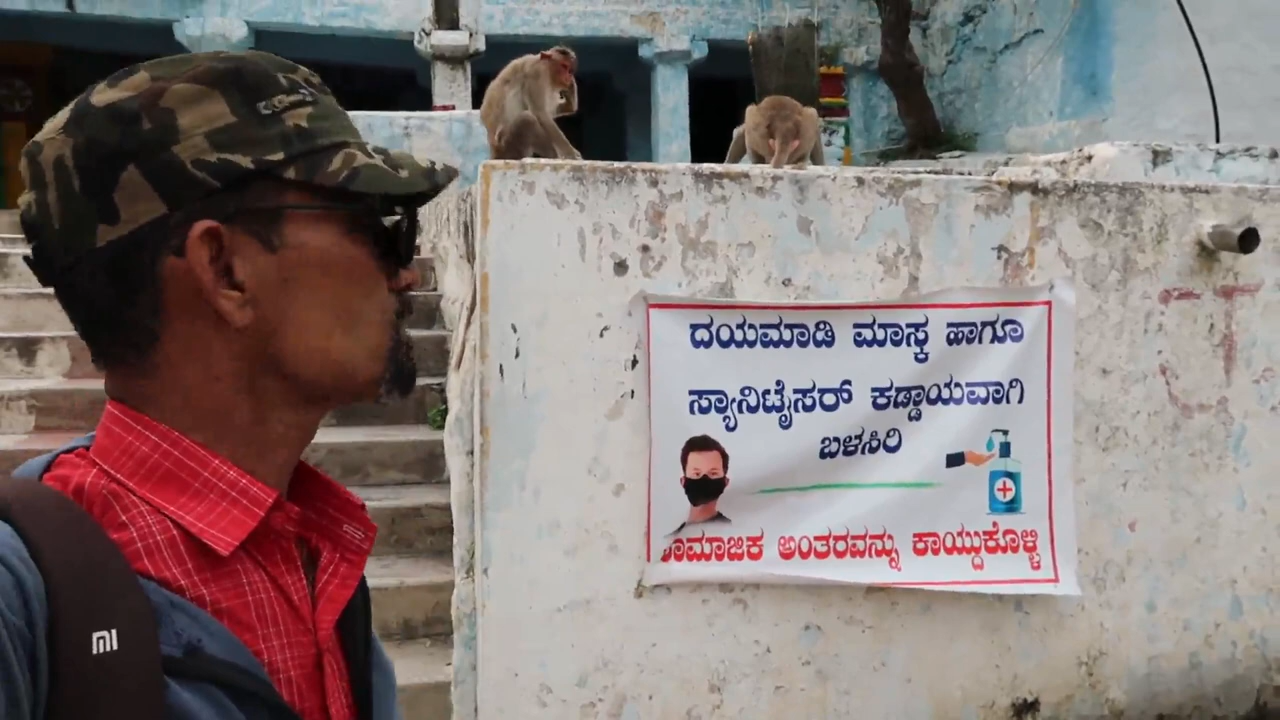 ದಯಮಾಡಿ ಮಾಸ್ಕ ಹಾಗೂ
ಸ್ಯಾನಿಟೈಸರ್ ಕಡ್ಡಾಯವಾಗಿ
ಬಳಸಿರಿ
ಸಾಮಾಜಿಕ ಅಂತರವನ್ನು ಕಾಯ್ದುಕೊಳ್ಳಿ
mi